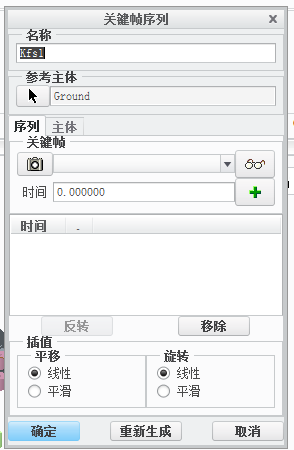 关键帧序列
名称
Kfs1
参考主体
Ground
序列 主体
关键帧
时间 0.000000
时间 .
反转 移除
插值
平移 旋转
线性 线性
平滑 平滑
确定 重新生成 取消